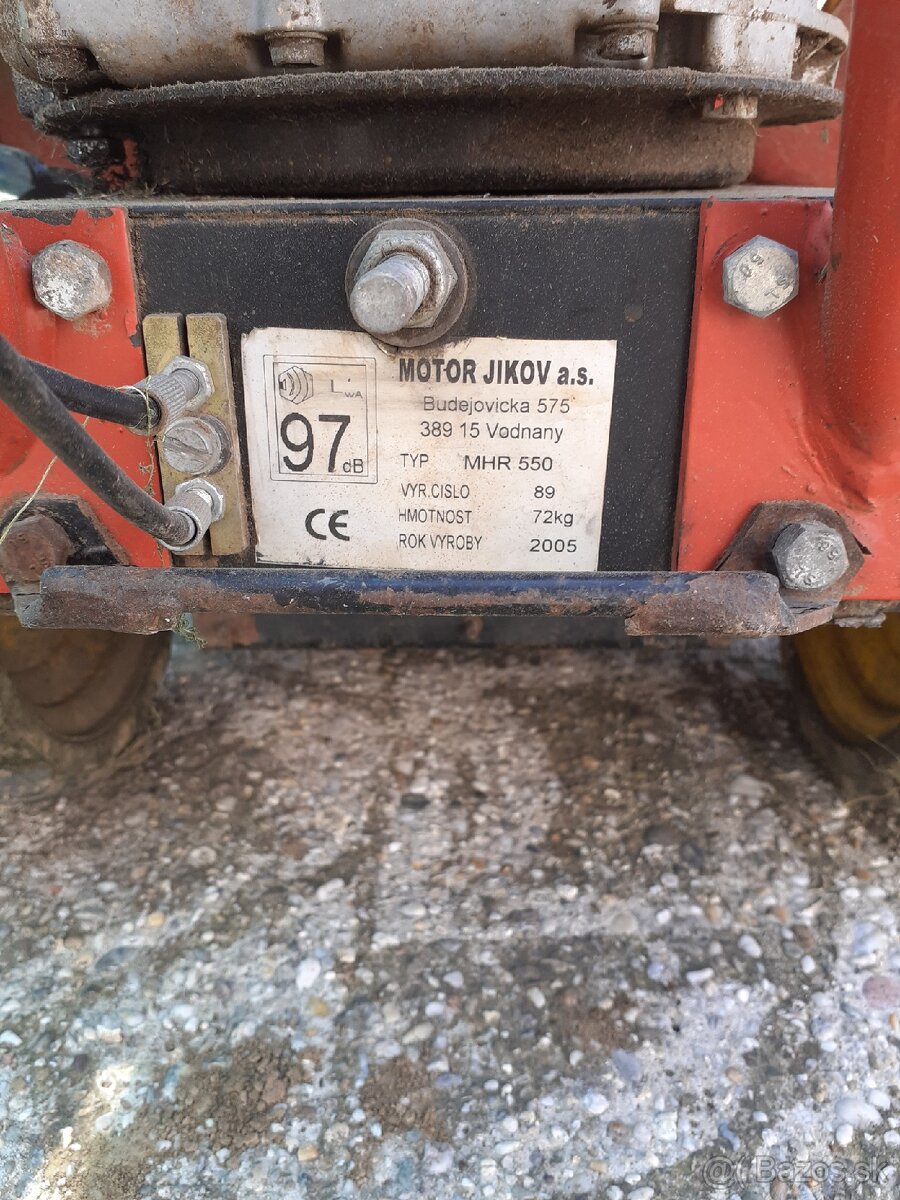 LWA
97 dB
CE
MOTOR JIKOV a.s.
Budejovicka 575
389 15 Vodnany
TYP MHR 550
VYR.CISLO 89
HMOTNOST 72kg
ROK VYROBY 2005
Bazos.sk